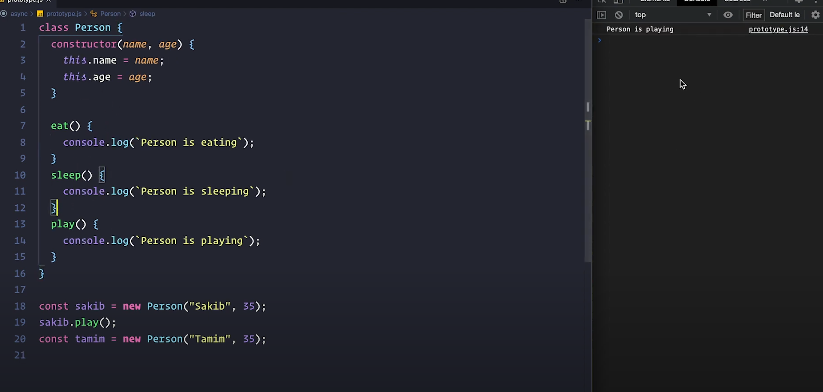 prototype.js
async > prototype.js > Person > sleep
1 class Person {
2 constructor(name, age) {
3 this.name = name;
4 this.age = age;
5 }
6
7 eat() {
8 console.log(`Person is eating`);
9 }
10 sleep() {
11 console.log(`Person is sleeping`);
12 }
13 play() {
14 console.log(`Person is playing`);
15 }
16 }
17
18 const sakib = new Person("Sakib", 35);
19 sakib.play();
20 const tamim = new Person("Tamim", 35);
21
top Filter Default le
Person is playing prototype.js:14